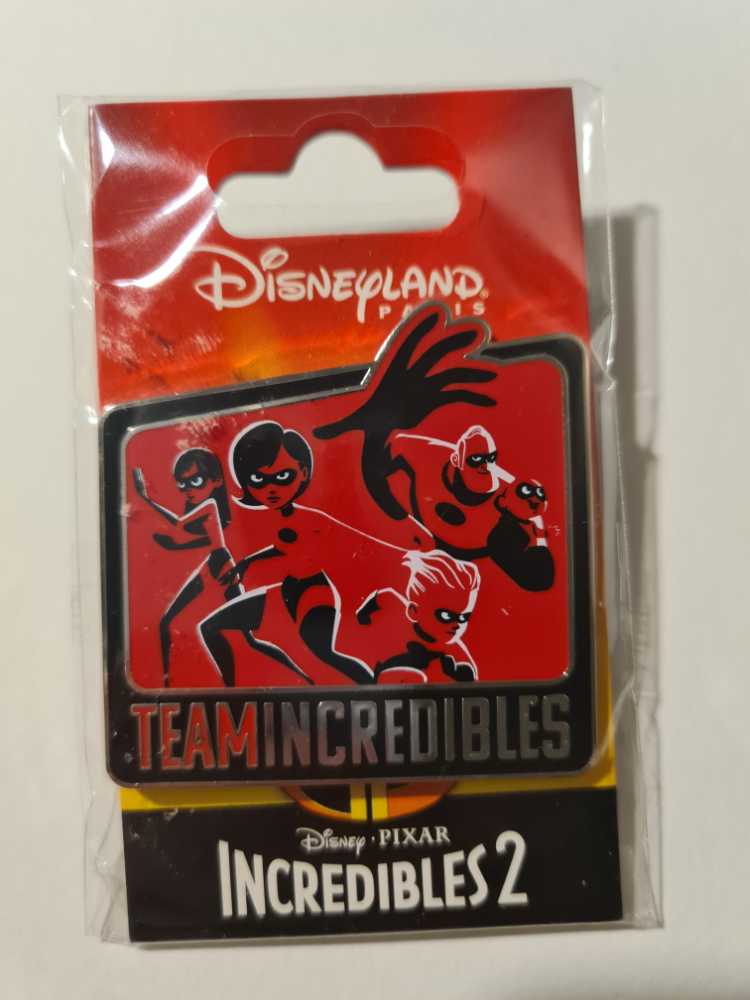 Disneyland
PARIS
TEAMINCREDIBLES
Disney · PIXAR
INCREDIBLES 2